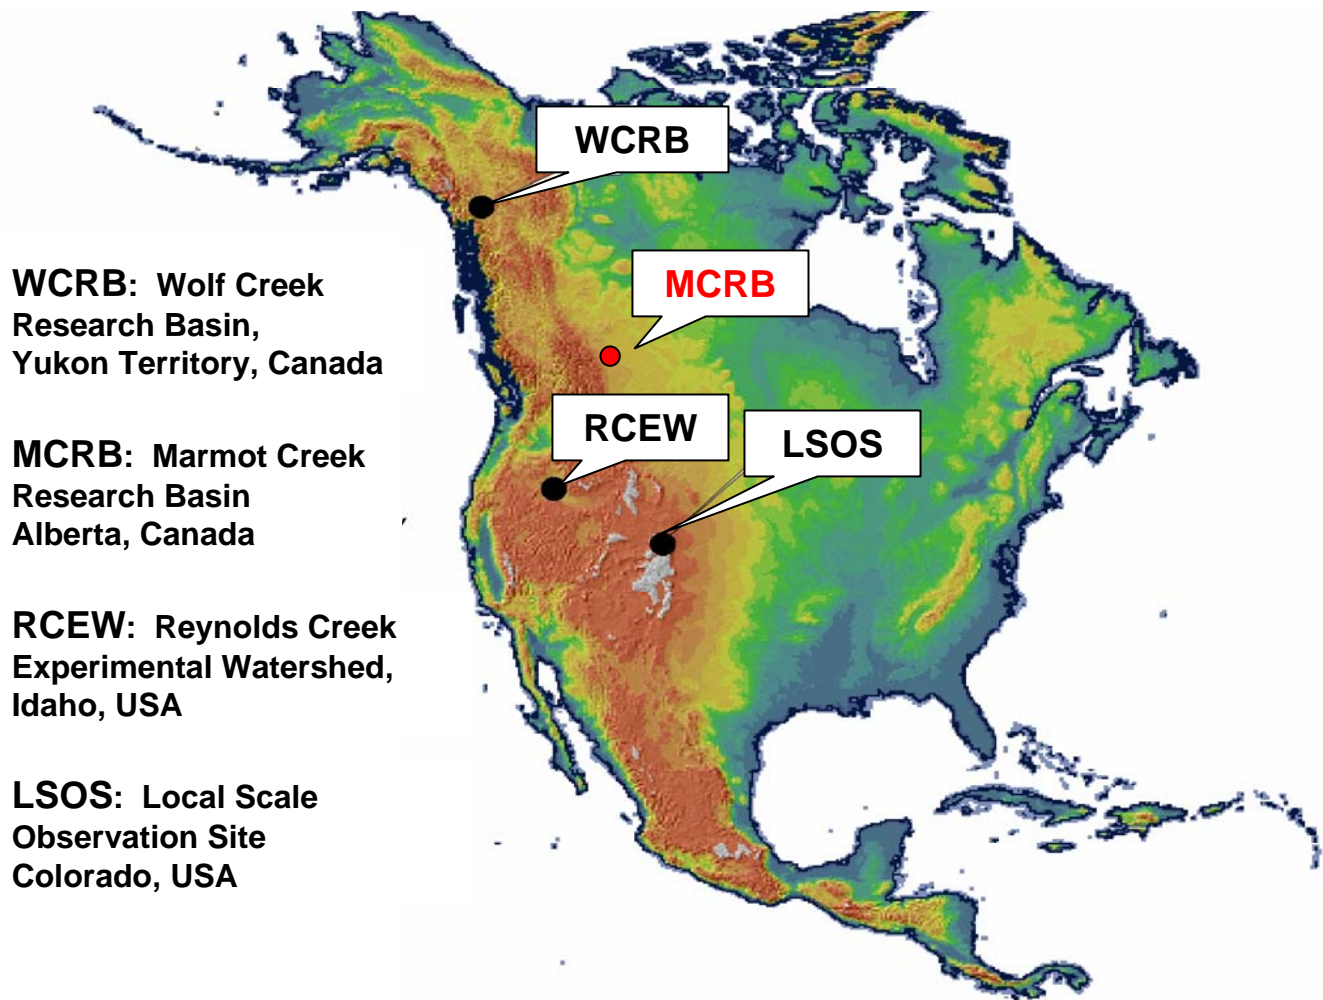 WCRB
MCRB
RCEW
LSOS
WCRB: Wolf Creek
Research Basin,
Yukon Territory, Canada
MCRB: Marmot Creek
Research Basin
Alberta, Canada
RCEW: Reynolds Creek
Experimental Watershed,
Idaho, USA
LSOS: Local Scale
Observation Site
Colorado, USA